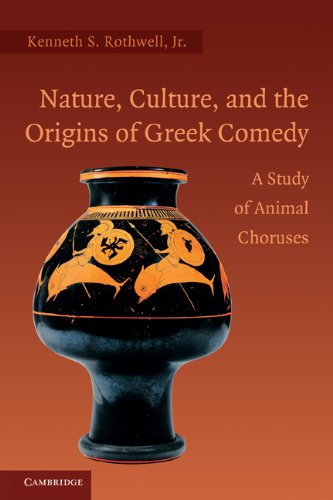 Kenneth S. Rothwell, Jr.
Nature, Culture, and the
Origins of Greek Comedy
A Study
of Animal
Choruses
CAMBRIDGE